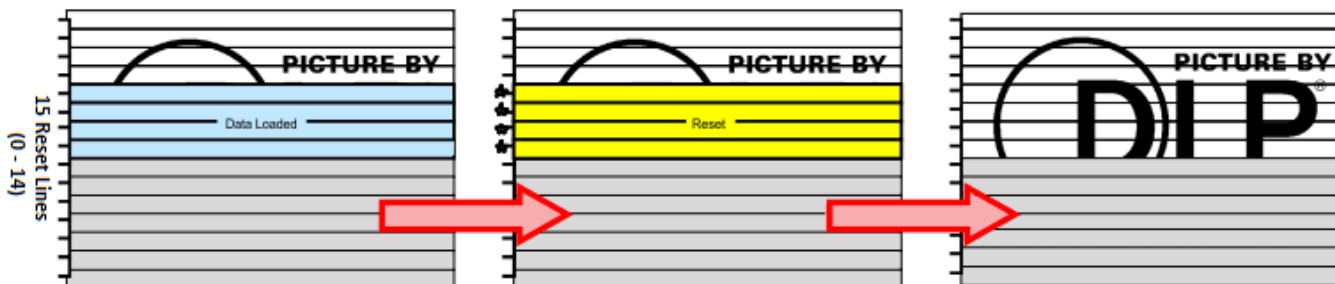 15 Reset Lines
(0 - 14)
PICTURE BY
Data Loaded
PICTURE BY
Reset
PICTURE BY
DLP®